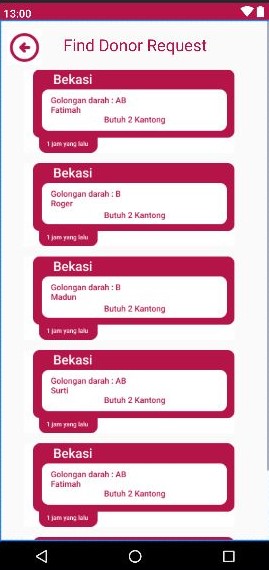 13:00
Find Donor Request
Bekasi
Golongan darah : AB
Fatimah
Butuh 2 Kantong
1 jam yang lalu
Bekasi
Golongan darah : B
Roger
Butuh 2 Kantong
1 jam yang lalu
Bekasi
Golongan darah : B
Madun
Butuh 2 Kantong
1 jam yang lalu
Bekasi
Golongan darah : AB
Surti
Butuh 2 Kantong
1 jam yang lalu
Bekasi
Golongan darah : AB
Fatimah
Butuh 2 Kantong
1 jam yang lalu